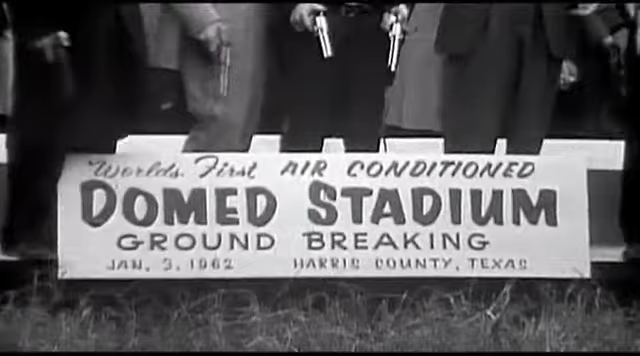 Worlds First AIR CONDITIONED
DOMED STADIUM
GROUND BREAKING
JAN. 3, 1962 HARRIS COUNTY, TEXAS